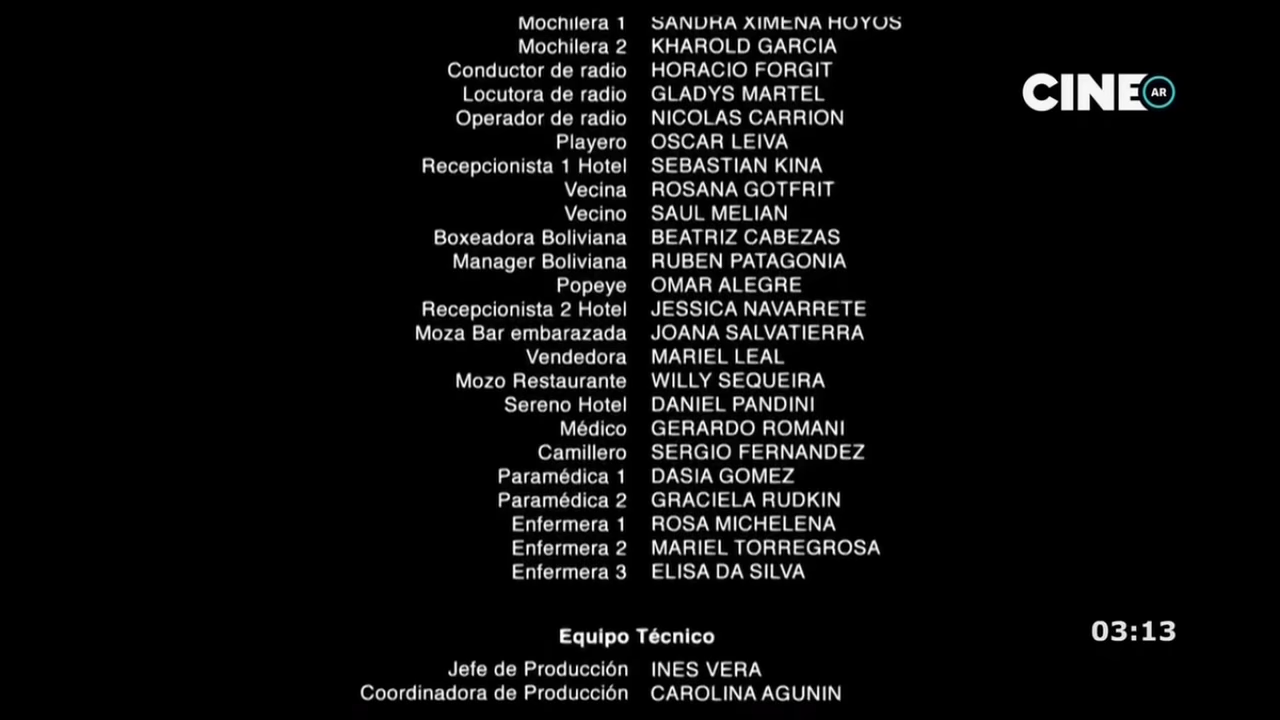 Mochilera 1 SANDRA XIMENA HOYOS
Mochilera 2 KHAROLD GARCIA
Conductor de radio HORACIO FORGIT
Locutora de radio GLADYS MARTEL
Operador de radio NICOLAS CARRION
Playero OSCAR LEIVA
Recepcionista 1 Hotel SEBASTIAN KINA
Vecina ROSANA GOTFRIT
Vecino SAUL MELIAN
Boxeadora Boliviana BEATRIZ CABEZAS
Manager Boliviana RUBEN PATAGONIA
Popeye OMAR ALEGRE
Recepcionista 2 Hotel JESSICA NAVARRETE
Moza Bar embarazada JOANA SALVATIERRA
Vendedora MARIEL LEAL
Mozo Restaurante WILLY SEQUEIRA
Sereno Hotel DANIEL PANDINI
Médico GERARDO ROMANI
Camillero SERGIO FERNANDEZ
Paramédica 1 DASIA GOMEZ
Paramédica 2 GRACIELA RUDKIN
Enfermera 1 ROSA MICHELENA
Enfermera 2 MARIEL TORREGROSA
Enfermera 3 ELISA DA SILVA
Equipo Técnico
Jefe de Producción INES VERA
Coordinadora de Producción CAROLINA AGUNIN
CINE AR
03:13